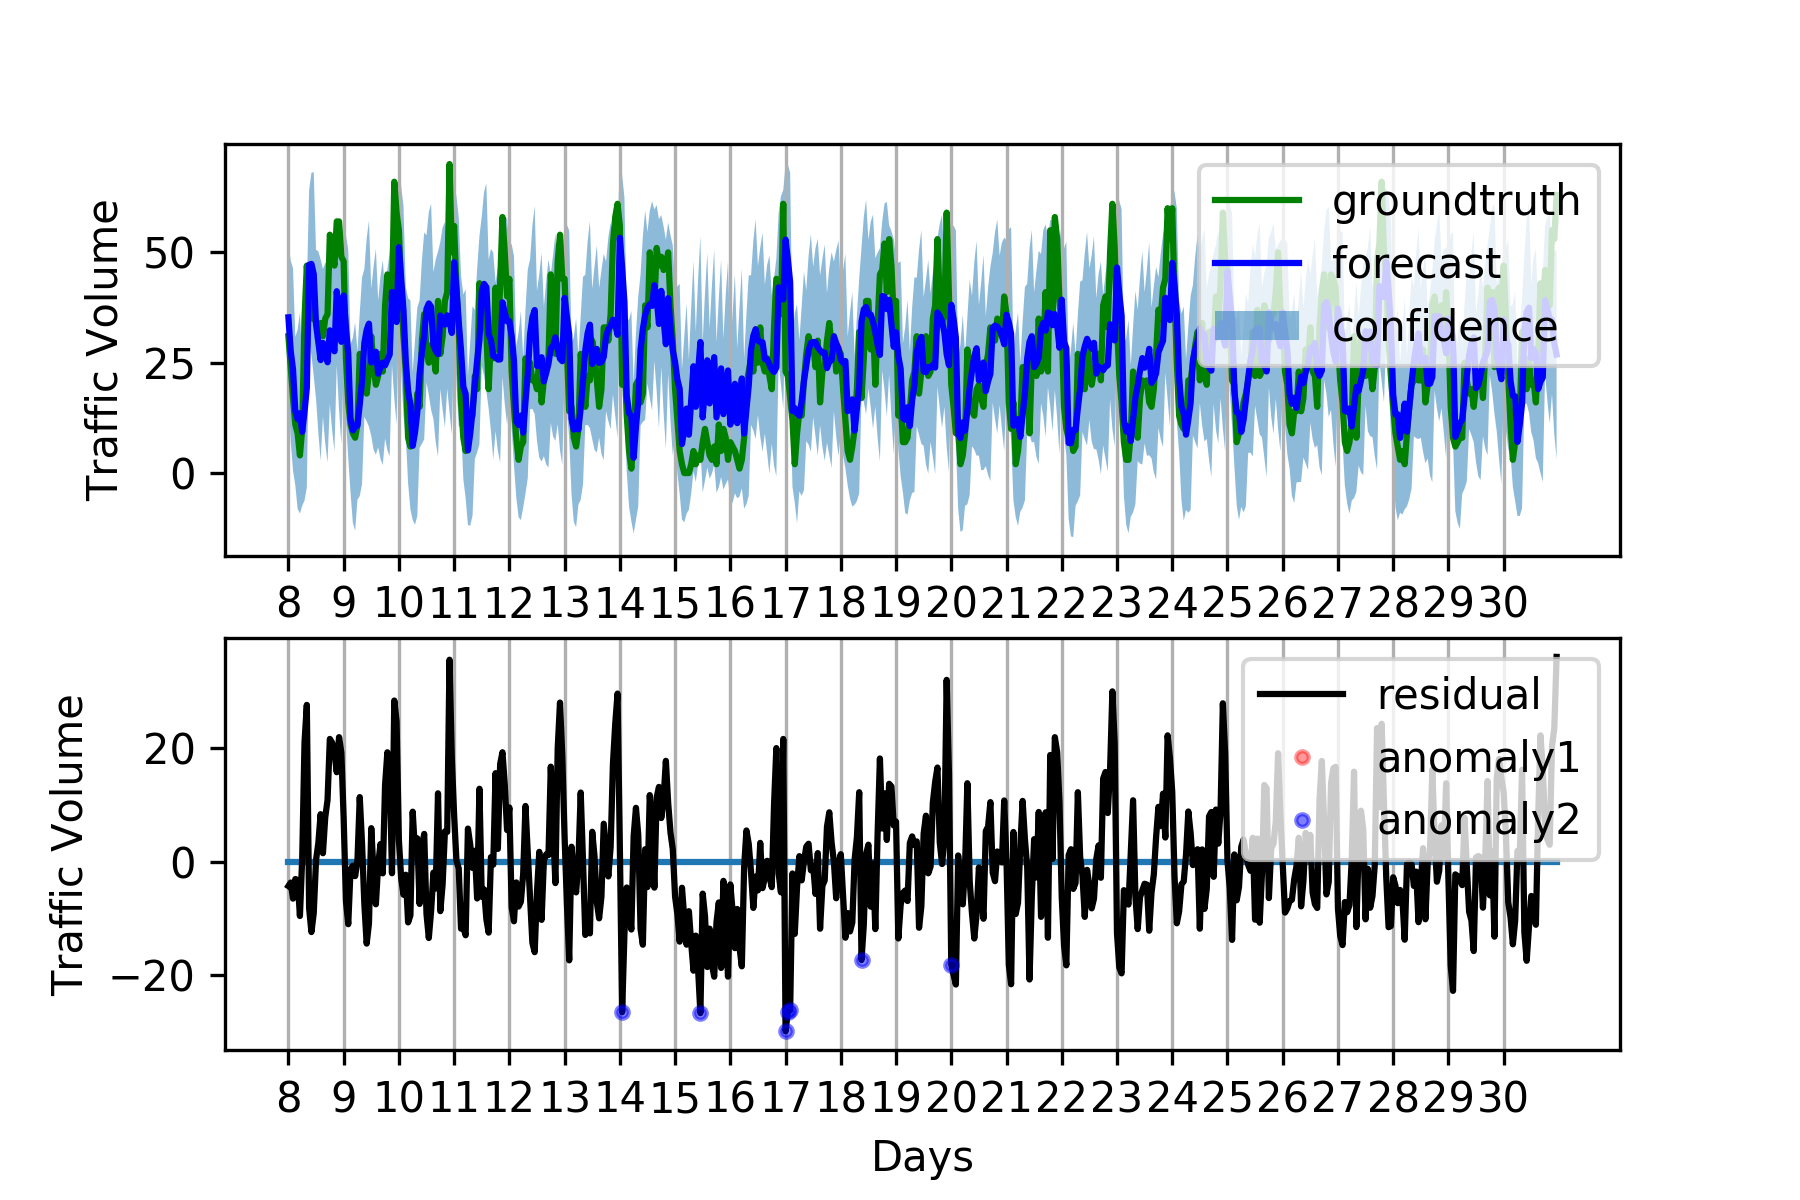 Traffic Volume
50
25
0
groundtruth
forecast
confidence
8 9 10 11 12 13 14 15 16 17 18 19 20 21 22 23 24 25 26 27 28 29 30
Traffic Volume
20
0
−20
residual
anomaly1
anomaly2
8 9 10 11 12 13 14 15 16 17 18 19 20 21 22 23 24 25 26 27 28 29 30
Days